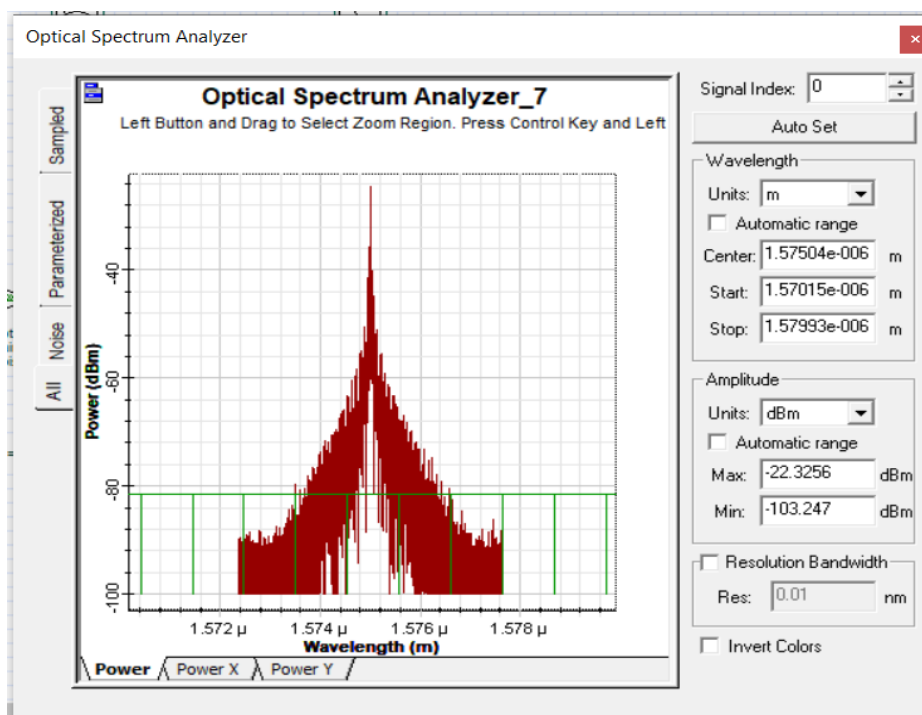 Optical Spectrum Analyzer
Sampled
Parameterized
Noise
All
Optical Spectrum Analyzer_7
Left Button and Drag to Select Zoom Region. Press Control Key and Left
Power (dBm)
-40
-60
-80
-100
1.572 µ 1.574 µ 1.576 µ 1.578 µ
Wavelength (m)
Power Power X Power Y
Signal Index: 0
Auto Set
Wavelength
Units: m
Automatic range
Center: 1.57504e-006 m
Start: 1.57015e-006 m
Stop: 1.57993e-006 m
Amplitude
Units: dBm
Automatic range
Max: -22.3256 dBm
Min: -103.247 dBm
Resolution Bandwidth
Res: 0.01 nm
Invert Colors